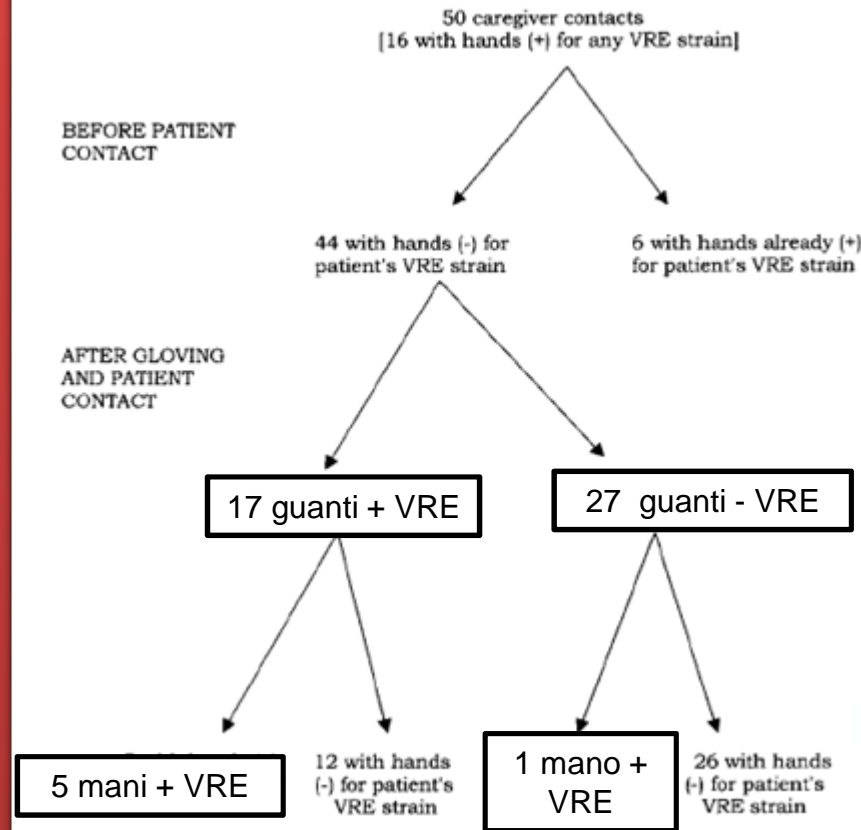 50 caregiver contacts
[16 with hands (+) for any VRE strain]
BEFORE PATIENT
CONTACT
44 with hands (-) for
patient's VRE strain
6 with hands already (+)
for patient's VRE strain
AFTER GLOVING
AND PATIENT
CONTACT
17 guanti + VRE
27 guanti - VRE
5 mani + VRE
12 with hands
(-) for patient's
VRE strain
1 mano +
VRE
26 with hands
(-) for patient's
VRE strain